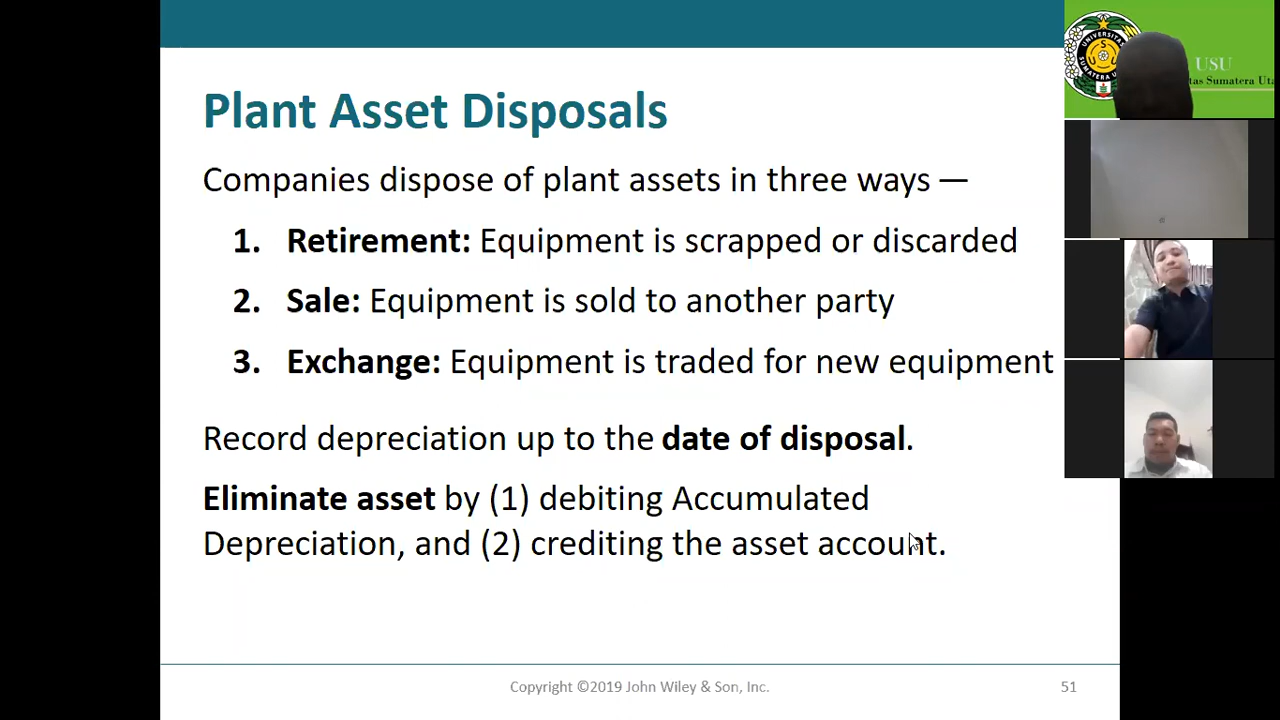 Plant Asset Disposals
Companies dispose of plant assets in three ways —
1. Retirement: Equipment is scrapped or discarded
2. Sale: Equipment is sold to another party
3. Exchange: Equipment is traded for new equipment
Record depreciation up to the date of disposal.
Eliminate asset by (1) debiting Accumulated
Depreciation, and (2) crediting the asset account.
Copyright ©2019 John Wiley & Son, Inc.
51
USU
tas Sumatera Uta